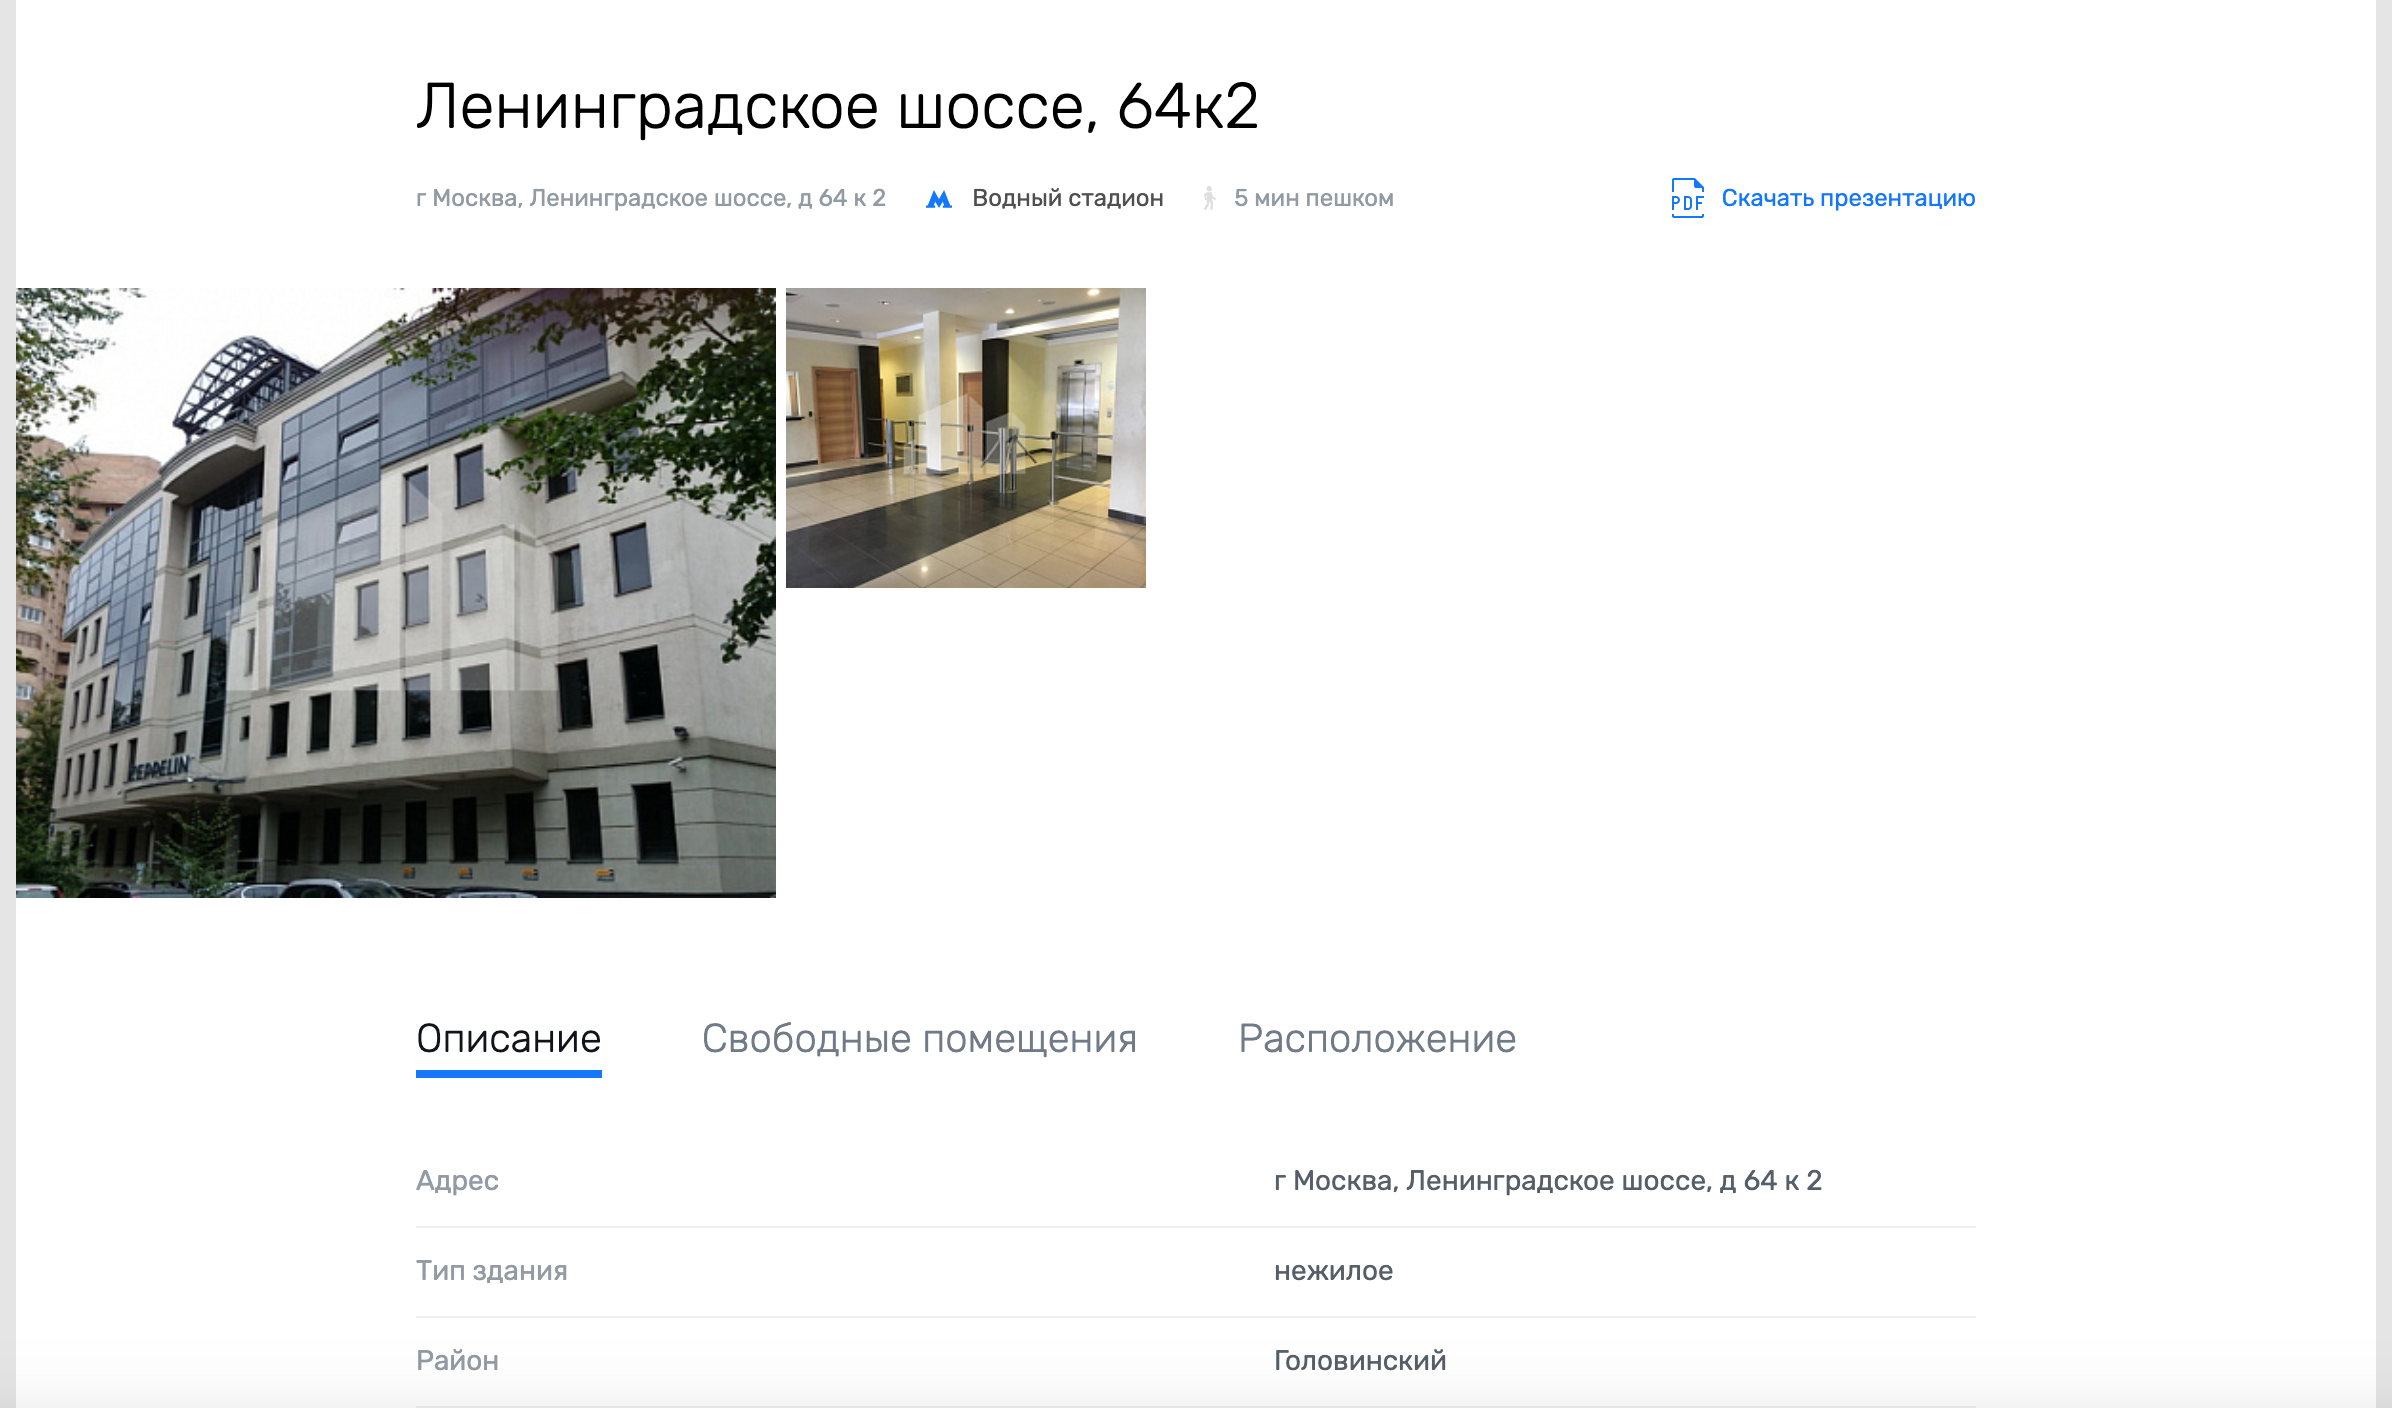 Ленинградское шоссе, 64к2
г Москва, Ленинградское шоссе, д 64 к 2 Водный стадион 5 мин пешком PDF Скачать презентацию
ZEPPELIN
Описание Свободные помещения Расположение
Адрес г Москва, Ленинградское шоссе, д 64 к 2
Тип здания нежилое
Район Головинский